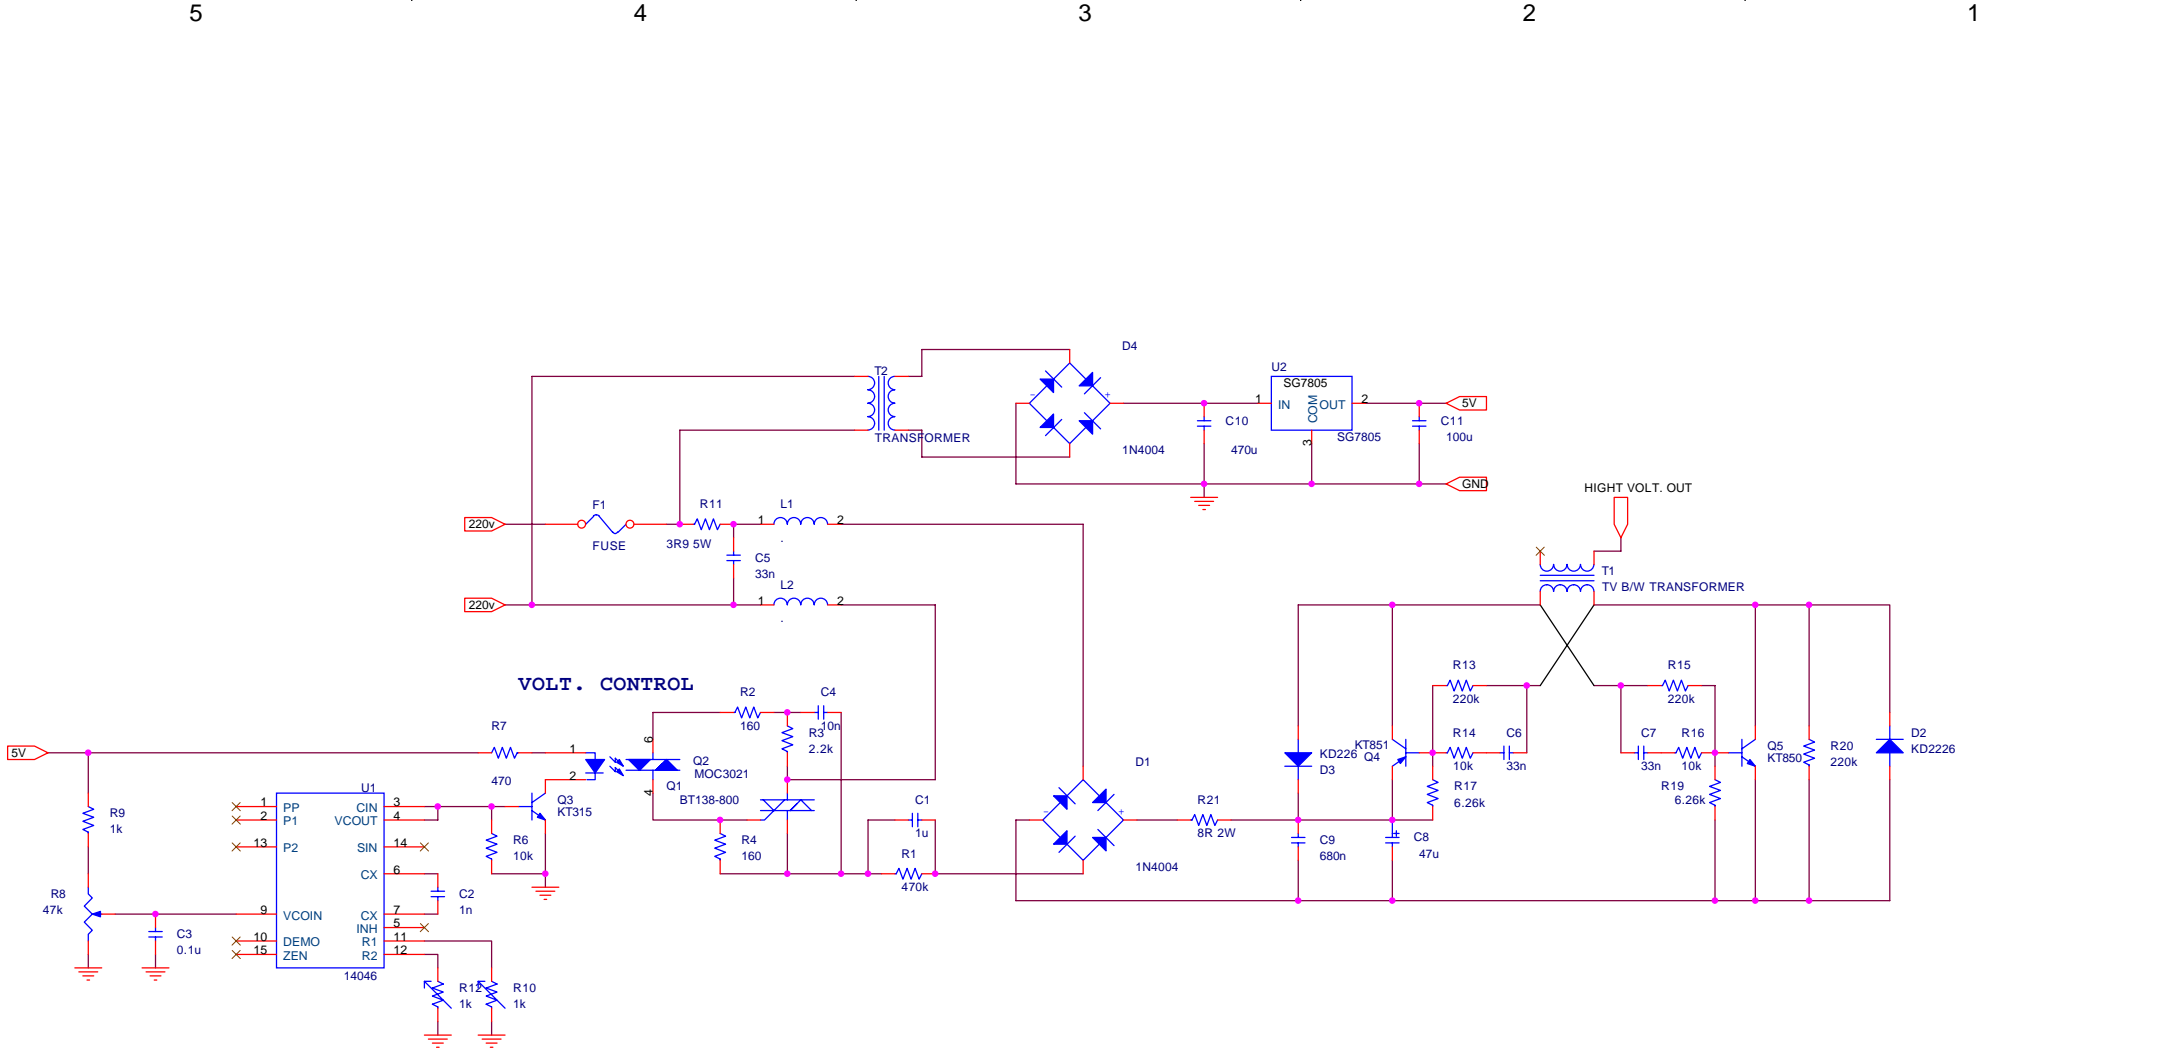 5 4 3 2 1
D4
T2
TRANSFORMER
- +
1N4004
U2
SG7805
1 IN COM OUT 2
3
SG7805
C10
470u
C11
100u
5V
GND
HIGHT VOLT. OUT
220v
F1
FUSE
R11
3R9 5W
1 L1 2
.
C5
33n
220v
1 L2 2
.
T1
TV B/W TRANSFORMER
VOLT. CONTROL
R2
160
C4
10n
R3
2.2k
R13
220k
R15
220k
5V
R7
470
1
2
6
4
Q2
MOC3021
Q1
BT138-800
Q3
KT315
D1
- +
1N4004
KD226
D3
KT851
Q4
R14
10k
C6
33n
C7
33n
R16
10k
Q5
KT850
R20
220k
D2
KD2226
R17
6.26k
R19
6.26k
R9
1k
U1
1 PP CIN 3
2 P1 VCOUT 4
13 P2 SIN 14
CX 6
9 VCOIN CX 7
INH 5
10 DEMO R1 11
15 ZEN R2 12
14046
R6
10k
R4
160
C1
1u
R1
470k
R21
8R 2W
C9
680n
C8
47u
R8
47k
C2
1n
C3
0.1u
R12
1k
R10
1k